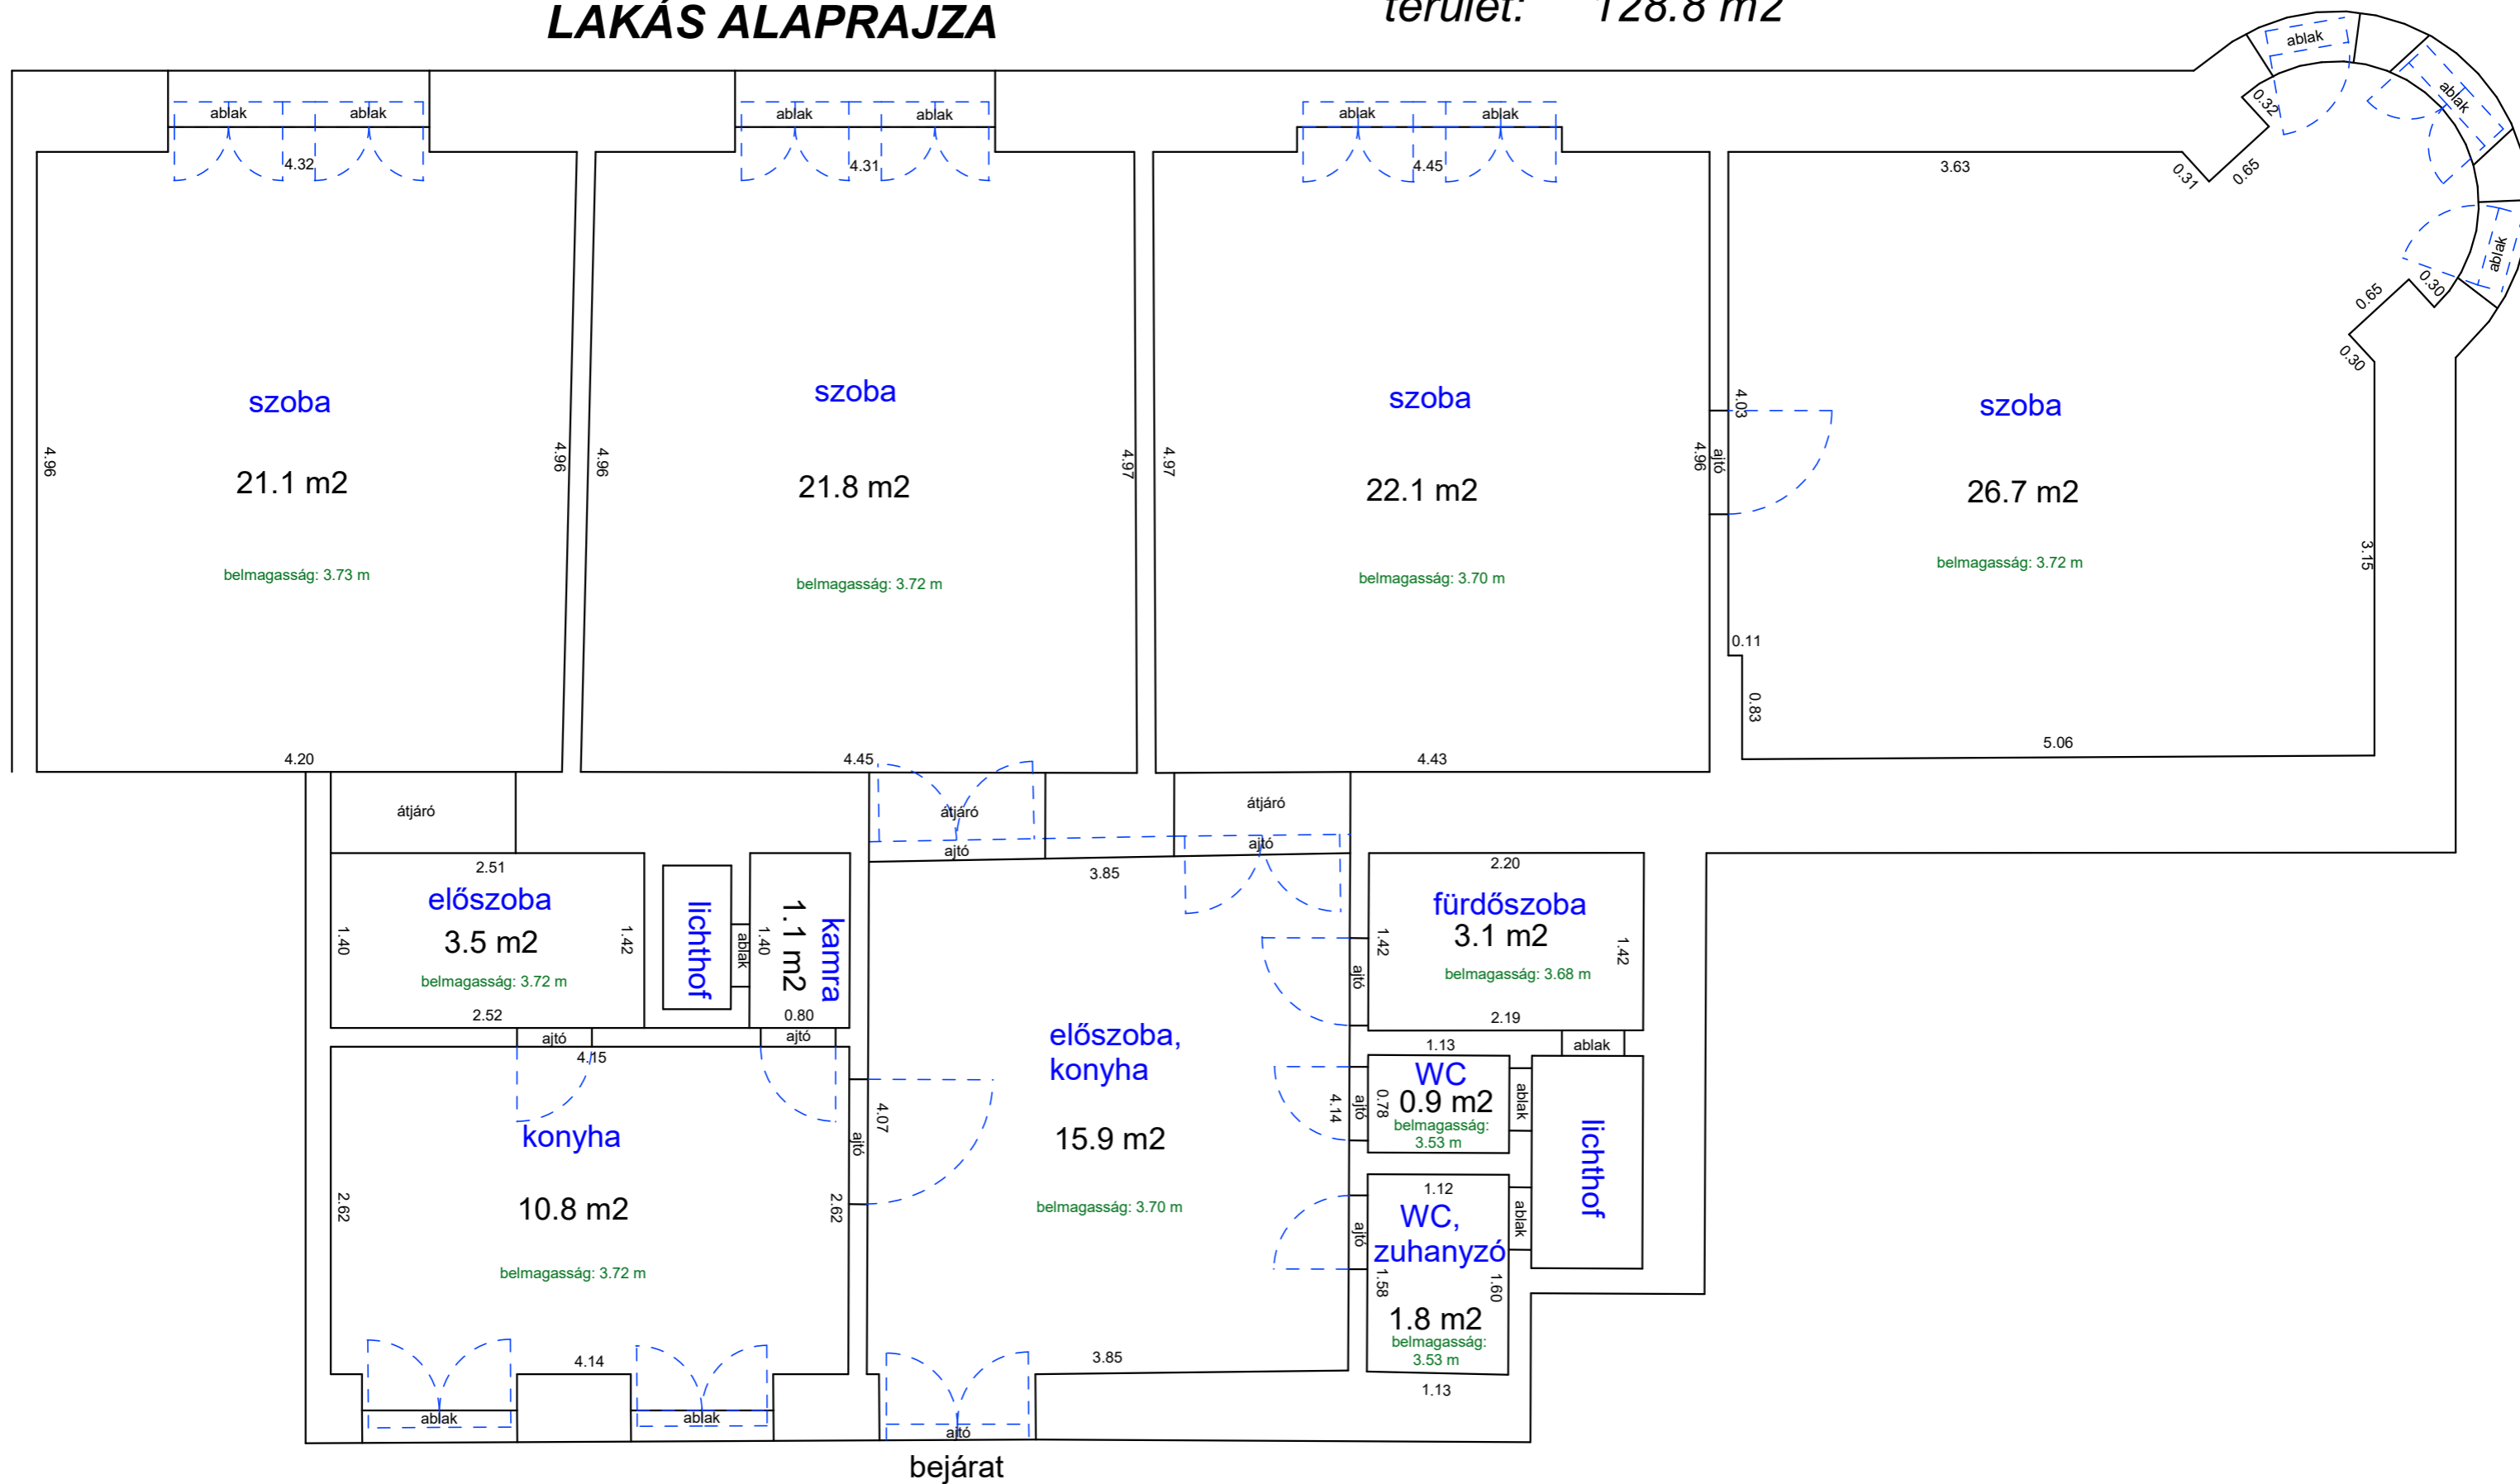 LAKÁS ALAPRAJZA
terület: 128.8 m2
ablak
ablak
ablak
ablak
ablak
ablak
ablak
ablak
ablak
4.32
4.31
4.45
3.63
0.31
0.65
0.32
0.30
0.65
0.30
szoba
21.1 m2
belmagasság: 3.73 m
4.96
4.96
4.20
szoba
21.8 m2
belmagasság: 3.72 m
4.96
4.97
4.45
szoba
22.1 m2
belmagasság: 3.70 m
4.97
4.96
4.43
ajtó
szoba
26.7 m2
belmagasság: 3.72 m
4.03
0.11
0.83
3.15
5.06
átjáró
átjáró
ajtó
átjáró
ajtó
2.51
előszoba
3.5 m2
belmagasság: 3.72 m
1.40
1.42
2.52
ajtó
lichthof
ablak
1.40
1.1 m2
kamra
0.80
ajtó
4.15
konyha
10.8 m2
belmagasság: 3.72 m
2.62
2.62
4.14
ablak
ablak
ajtó
3.85
4.07
előszoba,
konyha
15.9 m2
belmagasság: 3.70 m
4.14
3.85
ajtó
bejárat
2.20
fürdőszoba
3.1 m2
belmagasság: 3.68 m
1.42
1.42
2.19
ajtó
ablak
1.13
WC
0.9 m2
belmagasság:
3.53 m
0.78
ajtó
ablak
lichthof
1.12
WC,
zuhanyzó
1.8 m2
belmagasság:
3.53 m
1.58
1.60
1.13
ajtó
ablak